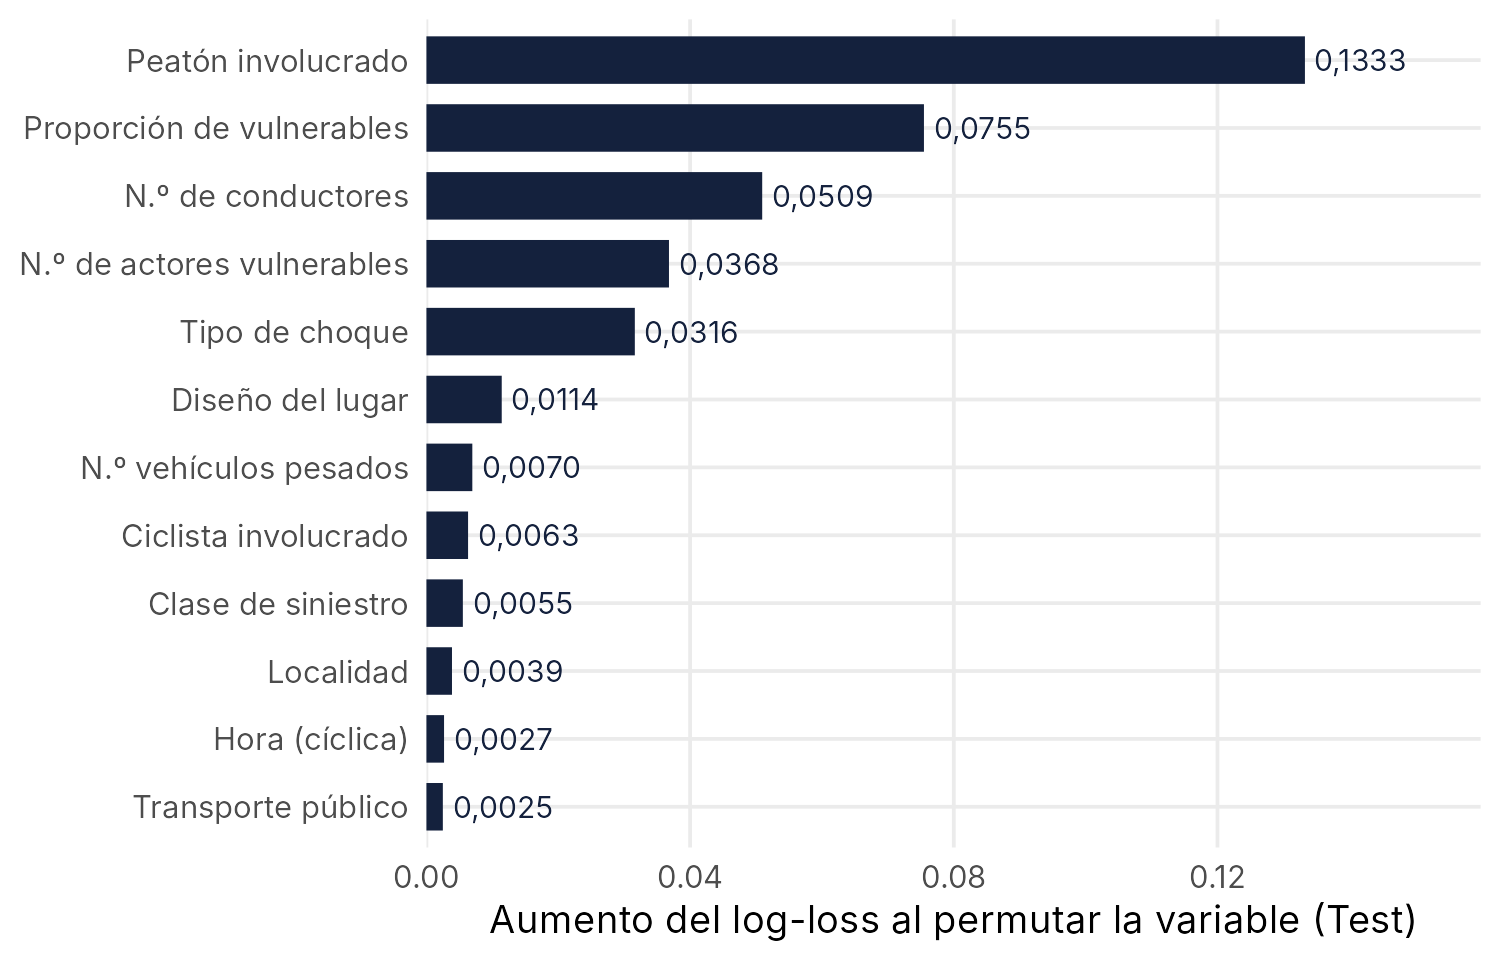 Peatón involucrado 0,1333
Proporción de vulnerables 0,0755
N.º de conductores 0,0509
N.º de actores vulnerables 0,0368
Tipo de choque 0,0316
Diseño del lugar 0,0114
N.º vehículos pesados 0,0070
Ciclista involucrado 0,0063
Clase de siniestro 0,0055
Localidad 0,0039
Hora (cíclica) 0,0027
Transporte público 0,0025
0.00 0.04 0.08 0.12
Aumento del log-loss al permutar la variable (Test)